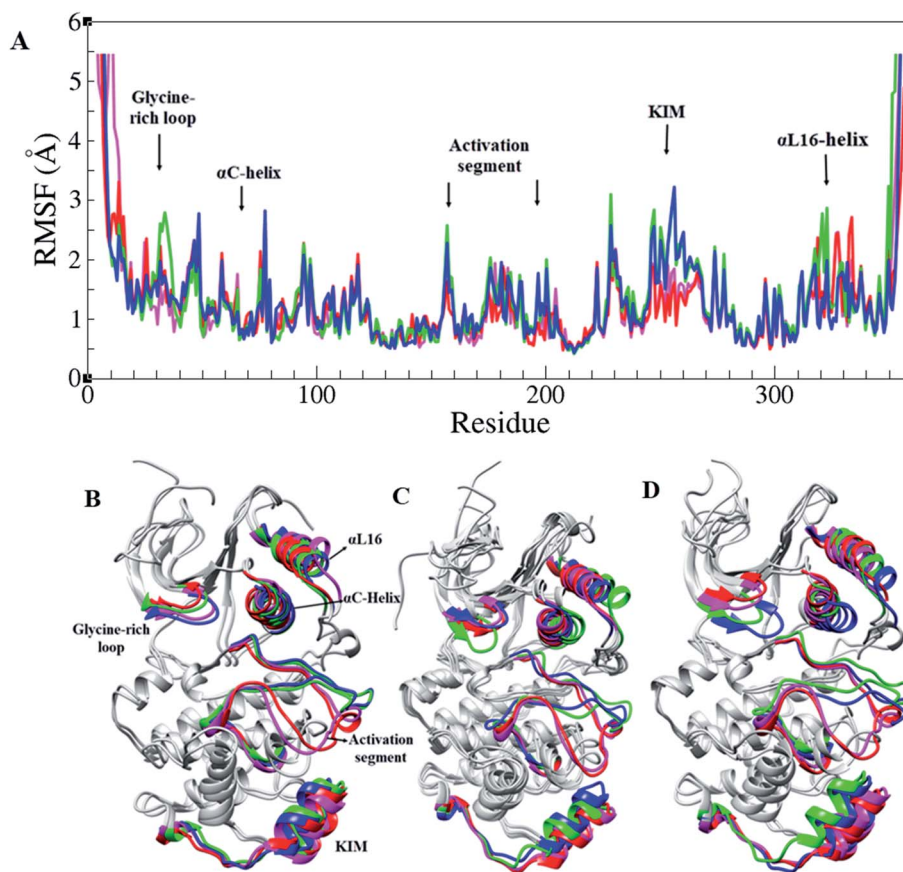 A
6
5
4
3
2
1
0
RMSF (Å)
Glycine-
rich loop
αC-helix
Activation
segment
KIM
αL16-helix
0 100 200 300
Residue
B
C
D
αL16
αC-Helix
Glycine-rich
loop
Activation
segment
KIM